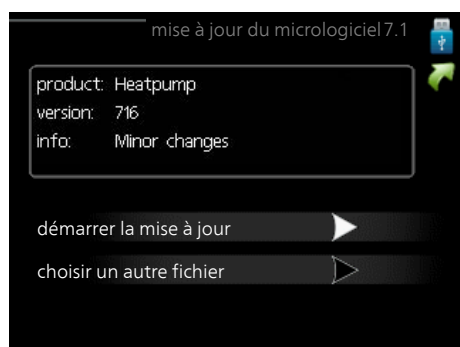 mise à jour du micrologiciel 7.1
product: Heatpump
version: 716
info: Minor changes
démarrer la mise à jour
choisir un autre fichier